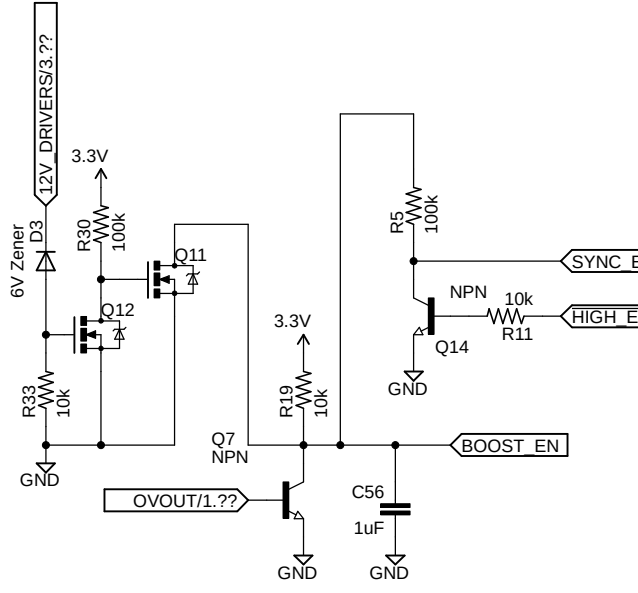 12V_DRIVERS/3.??
3.3V
R30
100k
6V Zener
D3
Q11
Q12
R33
10k
GND
R5
100k
SYNC_E
NPN
10k
R11
HIGH_E
Q14
GND
3.3V
R19
10k
Q7
NPN
BOOST_EN
OVOUT/1.??
C56
1uF
GND
GND